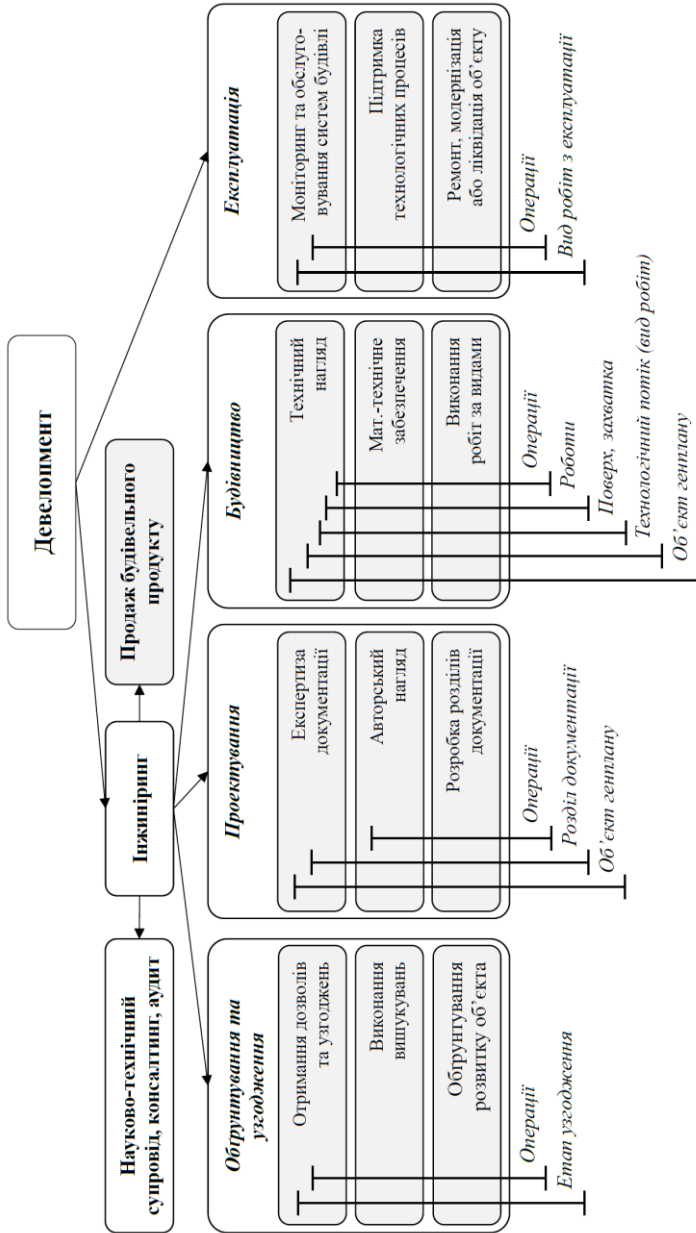 Девелопмент
Науково-технічний
супровід, консалтинг, аудит
Інжиніринг
Продаж будівельного
продукту
Обґрунтування та
узгодження
Отримання дозволів
та узгоджень
Виконання
вишукувань
Обґрунтування
розвитку об’єкта
Операції
Етап узгодження
Проектування
Експертиза
документації
Авторський
нагляд
Розробка розділів
документації
Операції
Розділ документації
Об’єкт генплану
Будівництво
Технічний
нагляд
Мат.-технічне
забезпечення
Виконання
робіт за видами
Операції
Роботи
Поверх, захватка
Технологічний потік (вид робіт)
Об’єкт генплану
Експлуатація
Моніторинг та обслуго-
вування систем будівлі
Підтримка
технологічних процесів
Ремонт, модернізація
або ліквідація об’єкту
Операції
Вид робіт з експлуатації